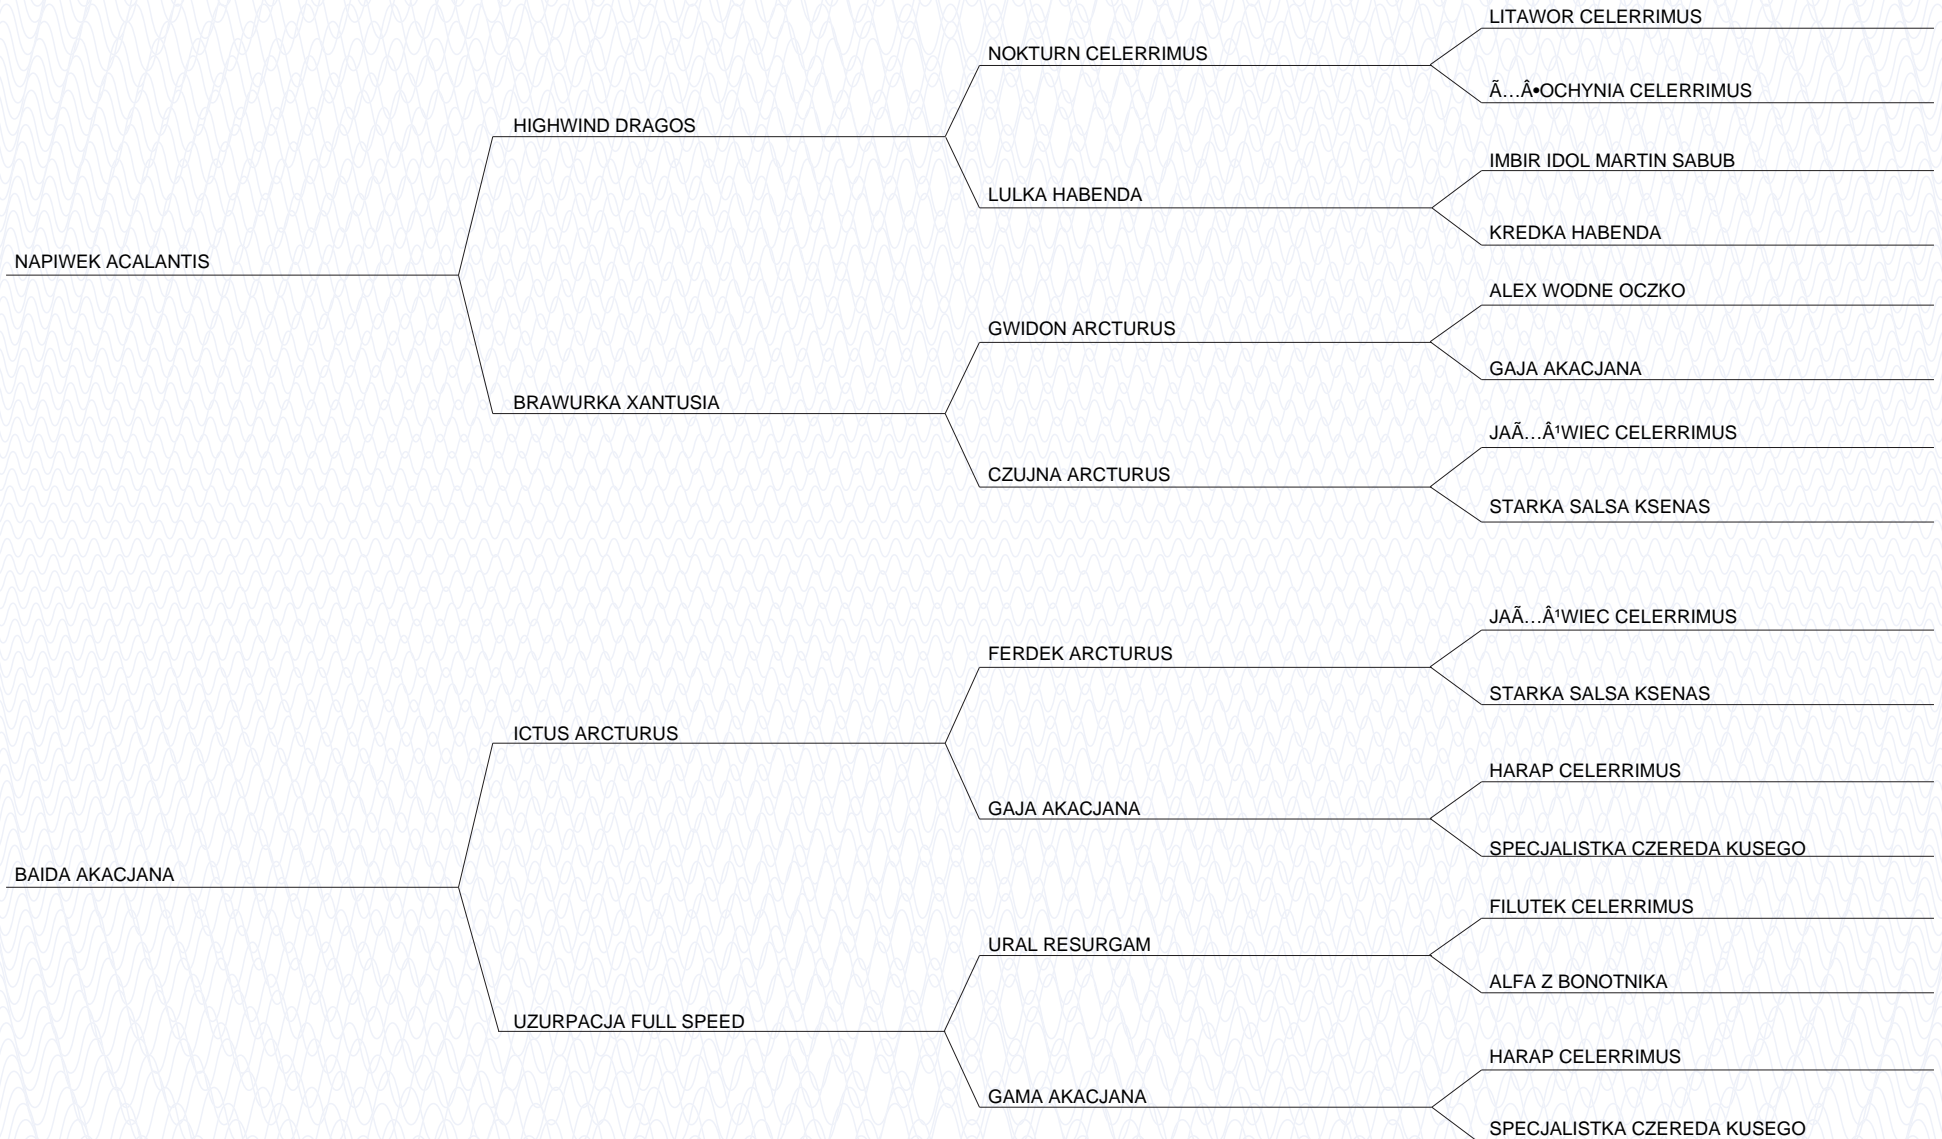 LITAWOR CELERRIMUS
NOKTURN CELERRIMUS
Ã…Â•OCHYNIA CELERRIMUS
HIGHWIND DRAGOS
IMBIR IDOL MARTIN SABUB
LULKA HABENDA
KREDKA HABENDA
NAPIWEK ACALANTIS
ALEX WODNE OCZKO
GWIDON ARCTURUS
GAJA AKACJANA
BRAWURKA XANTUSIA
JAÃ…Â¹WIEC CELERRIMUS
CZUJNA ARCTURUS
STARKA SALSA KSENAS
JAÃ…Â¹WIEC CELERRIMUS
FERDEK ARCTURUS
STARKA SALSA KSENAS
ICTUS ARCTURUS
HARAP CELERRIMUS
GAJA AKACJANA
SPECJALISTKA CZEREDA KUSEGO
BAIDA AKACJANA
FILUTEK CELERRIMUS
URAL RESURGAM
ALFA Z BONOTNIKA
UZURPACJA FULL SPEED
HARAP CELERRIMUS
GAMA AKACJANA
SPECJALISTKA CZEREDA KUSEGO